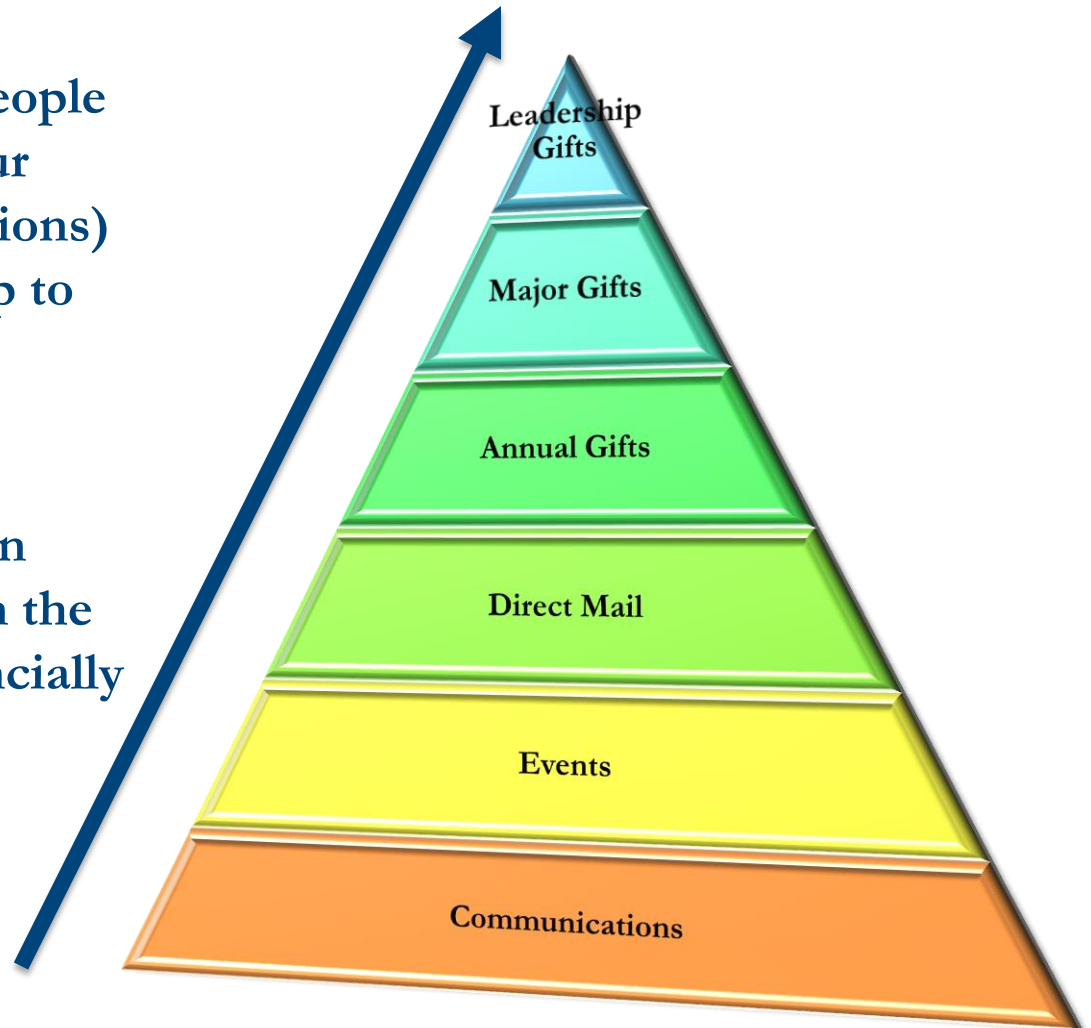 eople
ur
ions)
p to
n
n the
ncially
Leadership
Gifts
Major Gifts
Annual Gifts
Direct Mail
Events
Communications